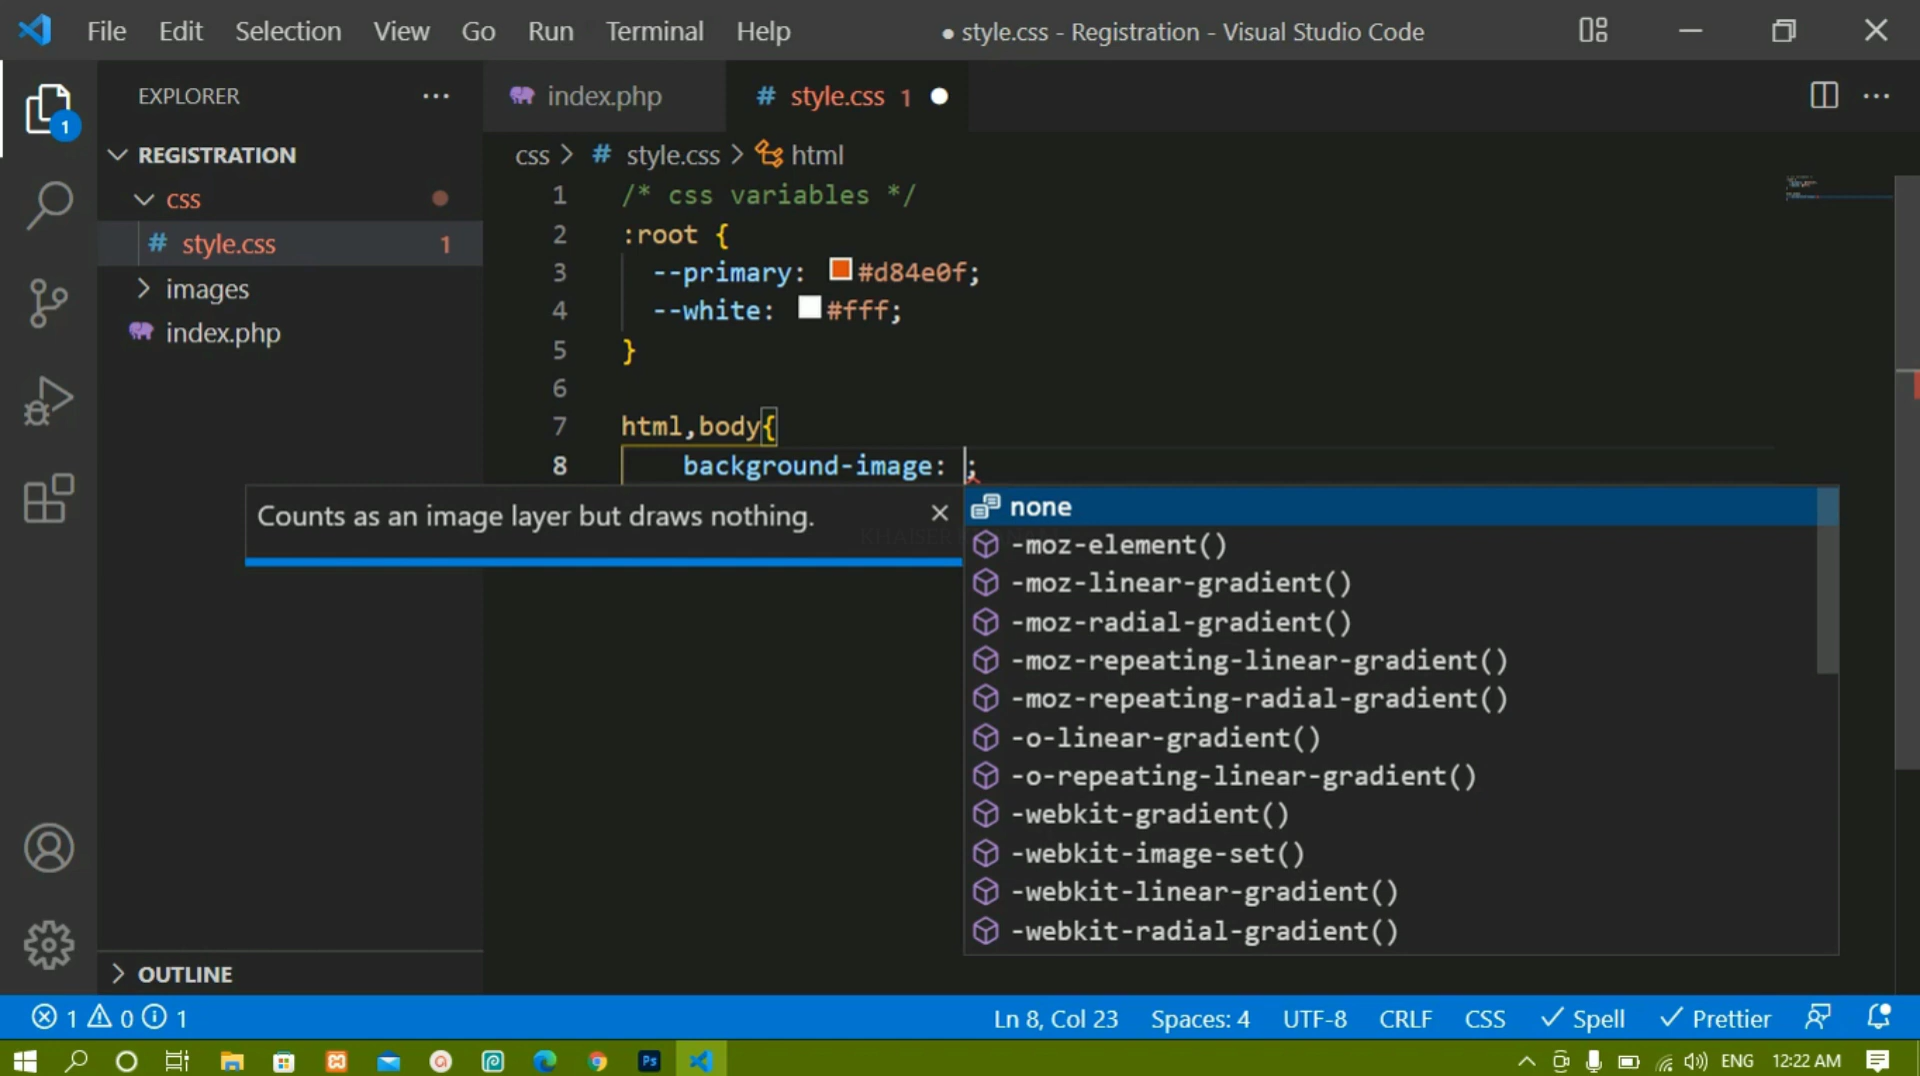 File Edit Selection View Go Run Terminal Help
● style.css - Registration - Visual Studio Code
EXPLORER
index.php
# style.css 1
REGISTRATION
css > # style.css > html
css
# style.css 1
images
index.php
1 /* css variables */
2 :root {
3 --primary: #d84e0f;
4 --white: #fff;
5 }
6
7 html,body{
8 background-image: ;
Counts as an image layer but draws nothing.
none
-moz-element()
-moz-linear-gradient()
-moz-radial-gradient()
-moz-repeating-linear-gradient()
-moz-repeating-radial-gradient()
-o-linear-gradient()
-o-repeating-linear-gradient()
-webkit-gradient()
-webkit-image-set()
-webkit-linear-gradient()
-webkit-radial-gradient()
1
OUTLINE
1 0 1
Ln 8, Col 23 Spaces: 4 UTF-8 CRLF CSS Spell Prettier
Ps
ENG 12:22 AM